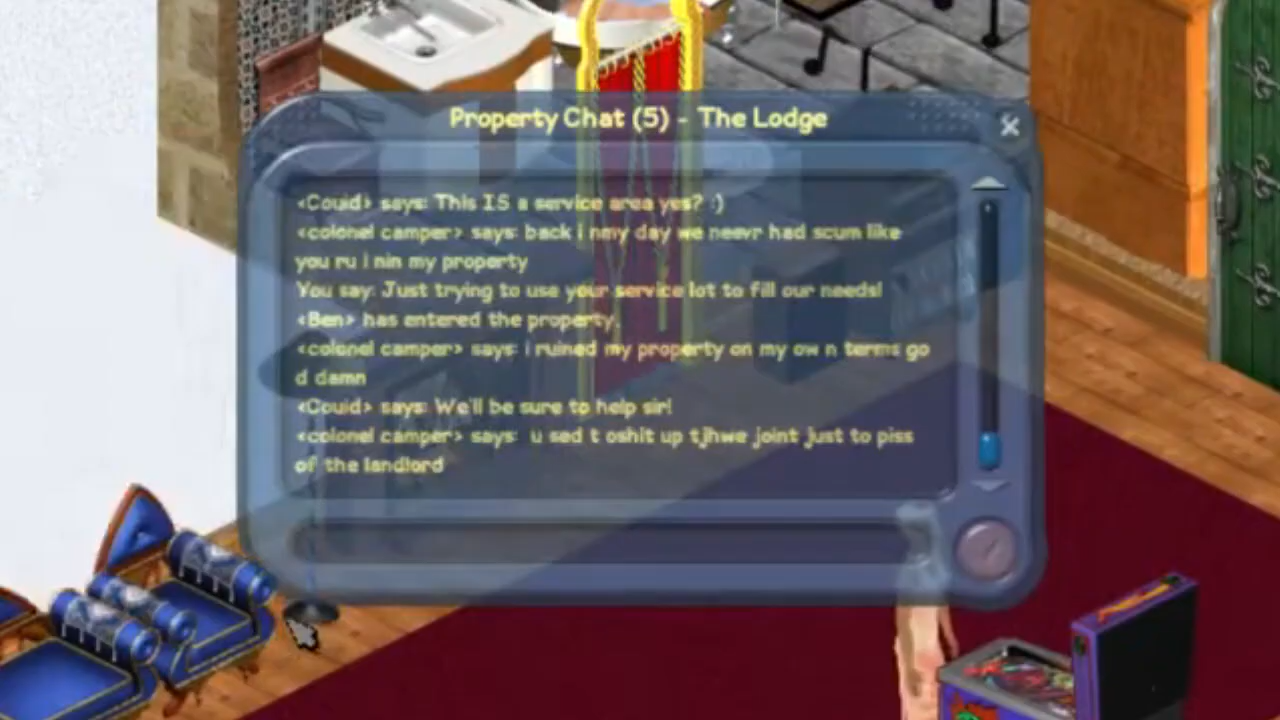 Property Chat (5) - The Lodge
<Couid> says: This IS a service area yes? :)
<colonel camper> says: back i nmy day we neevr had scum like
you ru i nin my property
You say: Just trying to use your service lot to fill our needs!
<Ben> has entered the property.
<colonel camper> says: i ruined my property on my ow n terms go
d damn
<Couid> says: We'll be sure to help sir!
<colonel camper> says: u sed t oshit up tjhwe joint just to piss
of the landlord